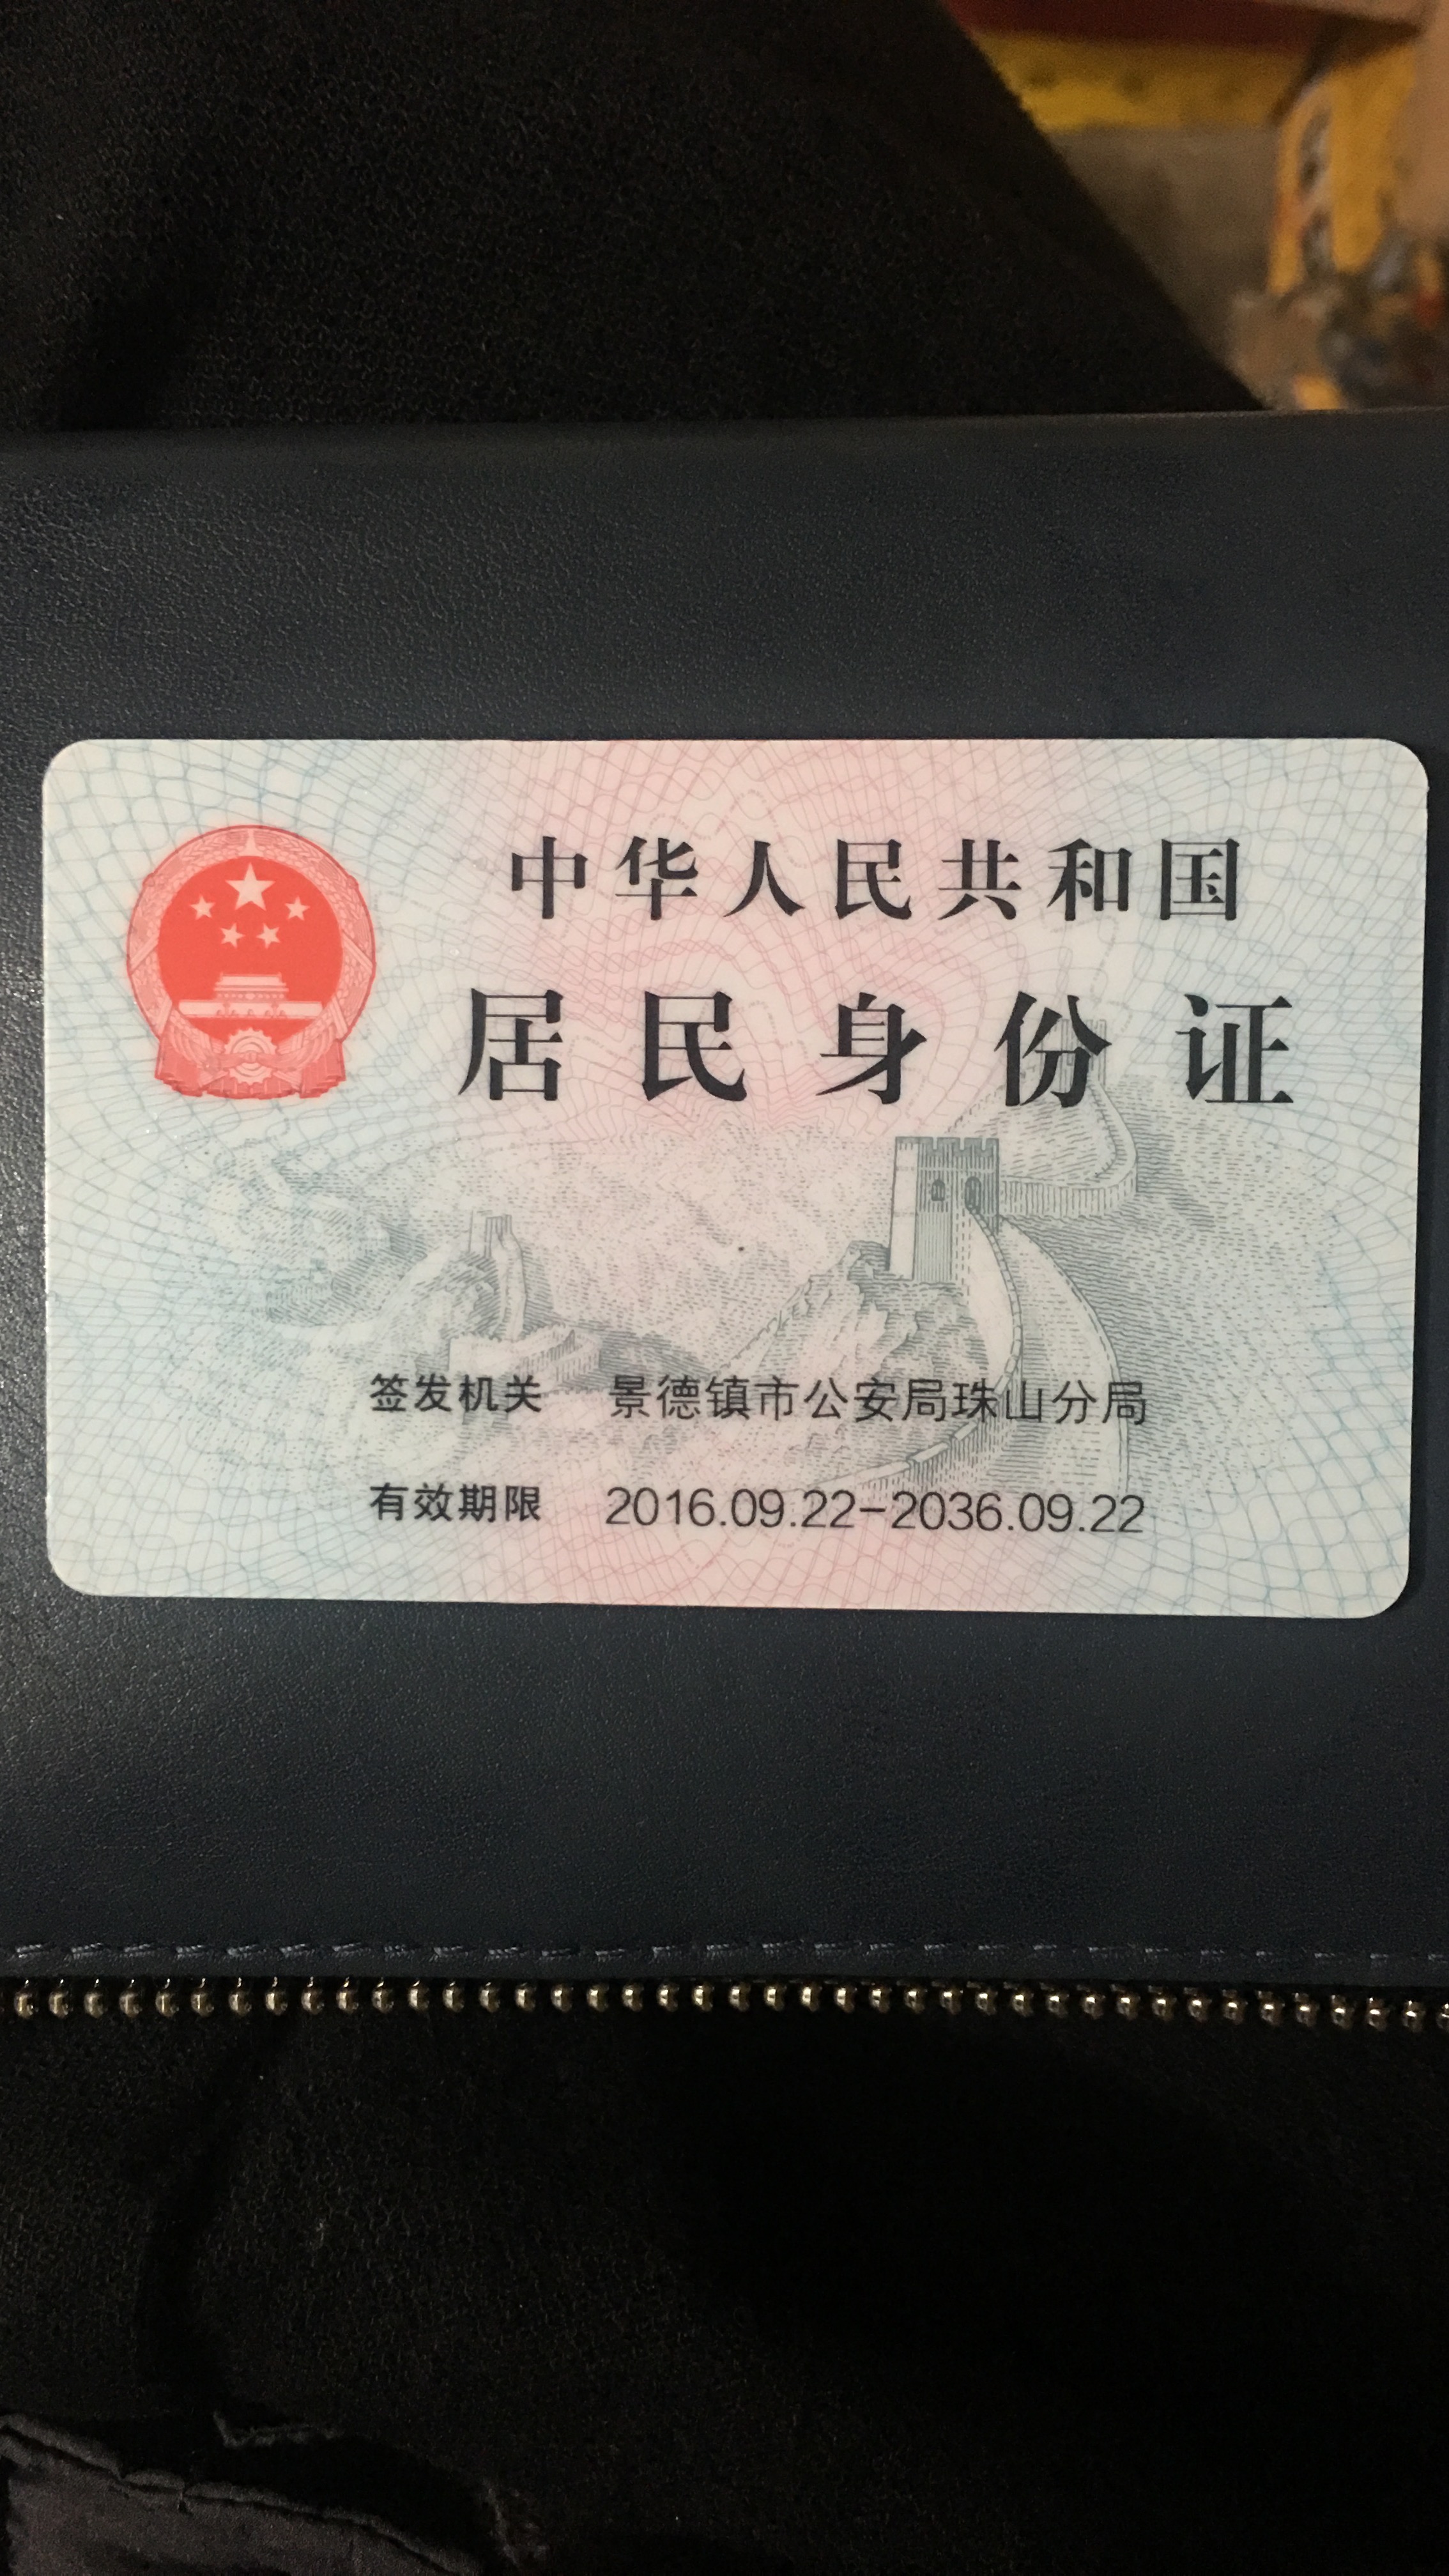 中华人民共和国
居民身份证
签发机关 景德镇市公安局珠山分局
有效期限 2016.09.22-2036.09.22